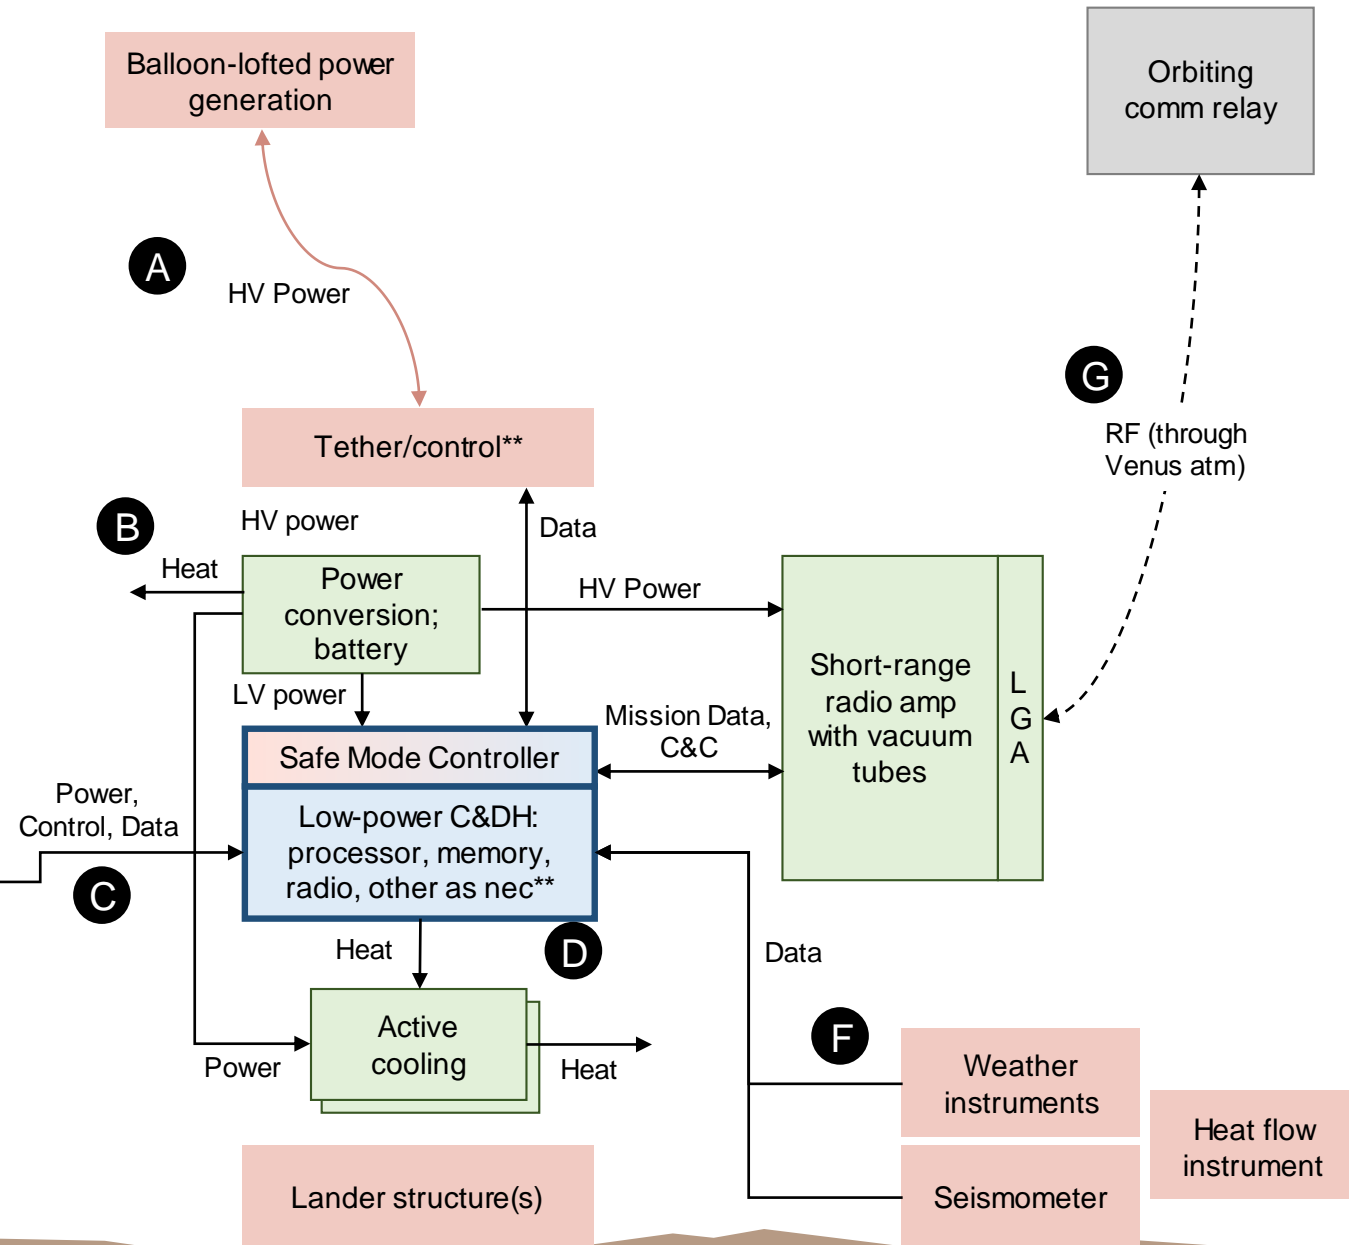 Balloon-lofted power
generation
Orbiting
comm relay
A
HV Power
G
RF (through
Venus atm)
Tether/control**
B
HV power
Data
Heat
Power
conversion;
battery
HV Power
LV power
Short-range
radio amp
with vacuum
tubes
L
G
A
Mission Data,
C&C
Safe Mode Controller
Power,
Control, Data
Low-power C&DH:
processor, memory,
radio, other as nec**
C
Heat
D
Data
Active
cooling
Power
Heat
F
Weather
instruments
Heat flow
instrument
Lander structure(s)
Seismometer